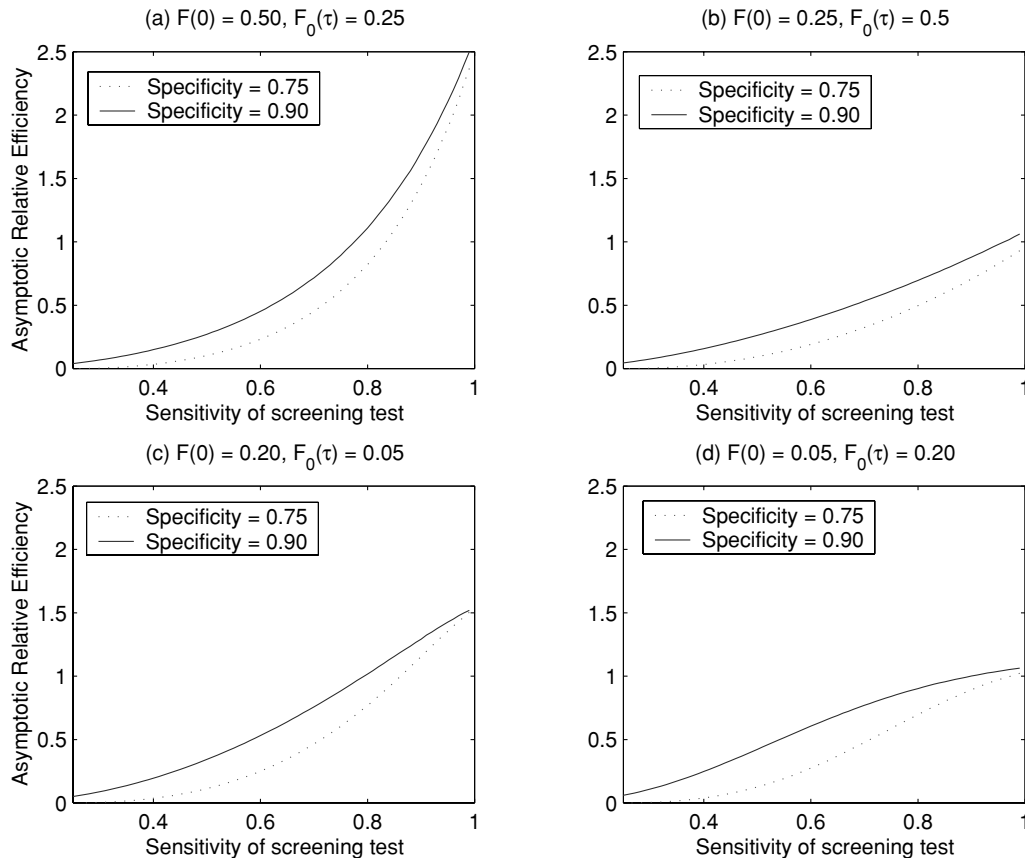 (a) F(0) = 0.50, F₀(τ) = 0.25
2.5
2
1.5
1
0.5
0
Asymptotic Relative Efficiency
Specificity = 0.75
Specificity = 0.90
0.4 0.6 0.8 1
Sensitivity of screening test
(b) F(0) = 0.25, F₀(τ) = 0.5
2.5
2
1.5
1
0.5
0
Specificity = 0.75
Specificity = 0.90
0.4 0.6 0.8 1
Sensitivity of screening test
(c) F(0) = 0.20, F₀(τ) = 0.05
2.5
2
1.5
1
0.5
0
Asymptotic Relative Efficiency
Specificity = 0.75
Specificity = 0.90
0.4 0.6 0.8 1
Sensitivity of screening test
(d) F(0) = 0.05, F₀(τ) = 0.20
2.5
2
1.5
1
0.5
0
Specificity = 0.75
Specificity = 0.90
0.4 0.6 0.8 1
Sensitivity of screening test